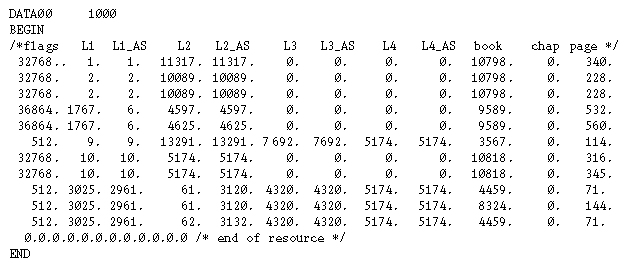 DATA00 1000
BEGIN
/*flags L1 L1_AS L2 L2_AS L3 L3_AS L4 L4_AS book chap page */
32768.. 1. 1. 11317. 11317. 0. 0. 0. 0. 10798. 0. 340.
32768. 2. 2. 10089. 10089. 0. 0. 0. 0. 10798. 0. 228.
32768. 2. 2. 10089. 10089. 0. 0. 0. 0. 10798. 0. 228.
36864. 1767. 6. 4597. 4597. 0. 0. 0. 0. 9589. 0. 532.
36864. 1767. 6. 4625. 4625. 0. 0. 0. 0. 9589. 0. 560.
512. 9. 9. 13291. 13291. 7692. 7692. 5174. 5174. 3567. 0. 114.
32768. 10. 10. 5174. 5174. 0. 0. 0. 0. 10818. 0. 316.
32768. 10. 10. 5174. 5174. 0. 0. 0. 0. 10818. 0. 345.
512. 3025. 2961. 61. 3120. 4320. 4320. 5174. 5174. 4459. 0. 71.
512. 3025. 2961. 61. 3120. 4320. 4320. 5174. 5174. 8324. 0. 144.
512. 3025. 2961. 62. 3132. 4320. 4320. 5174. 5174. 4459. 0. 71.
0.0.0.0.0.0.0.0.0.0.0.0 /* end of resource */
END